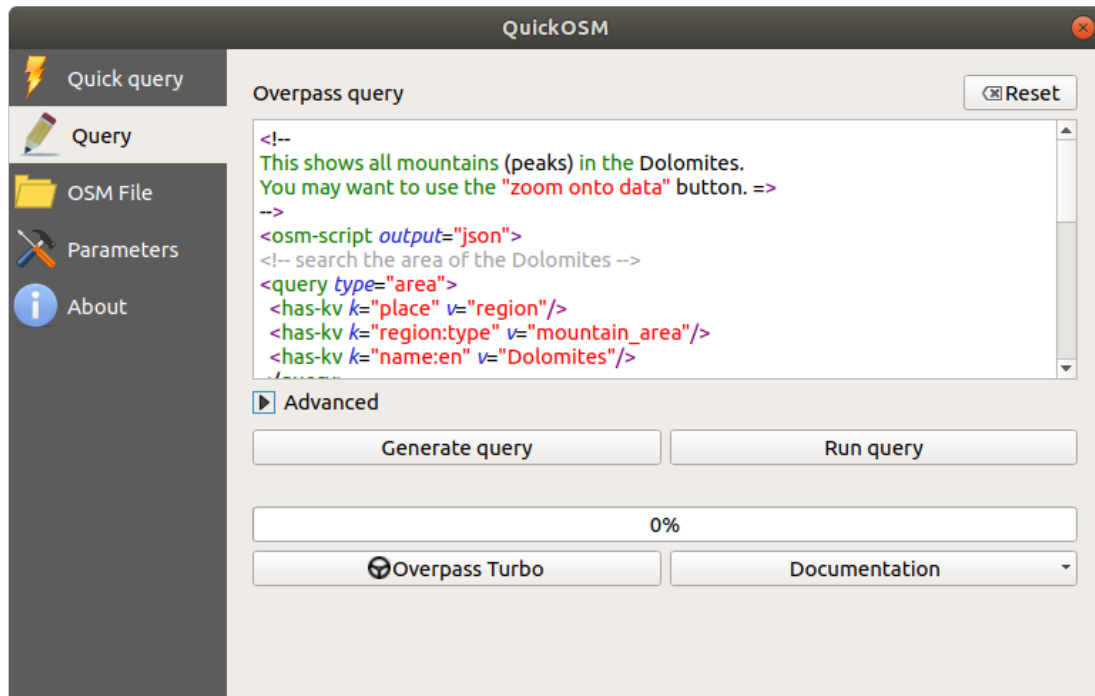 QuickOSM
Quick query
Query
OSM File
Parameters
About
Overpass query
Reset
<!--
This shows all mountains (peaks) in the Dolomites.
You may want to use the "zoom onto data" button. =>
-->
<osm-script output="json">
<!-- search the area of the Dolomites -->
<query type="area">
  <has-kv k="place" v="region"/>
  <has-kv k="region:type" v="mountain_area"/>
  <has-kv k="name:en" v="Dolomites"/>
Advanced
Generate query
Run query
0%
Overpass Turbo
Documentation